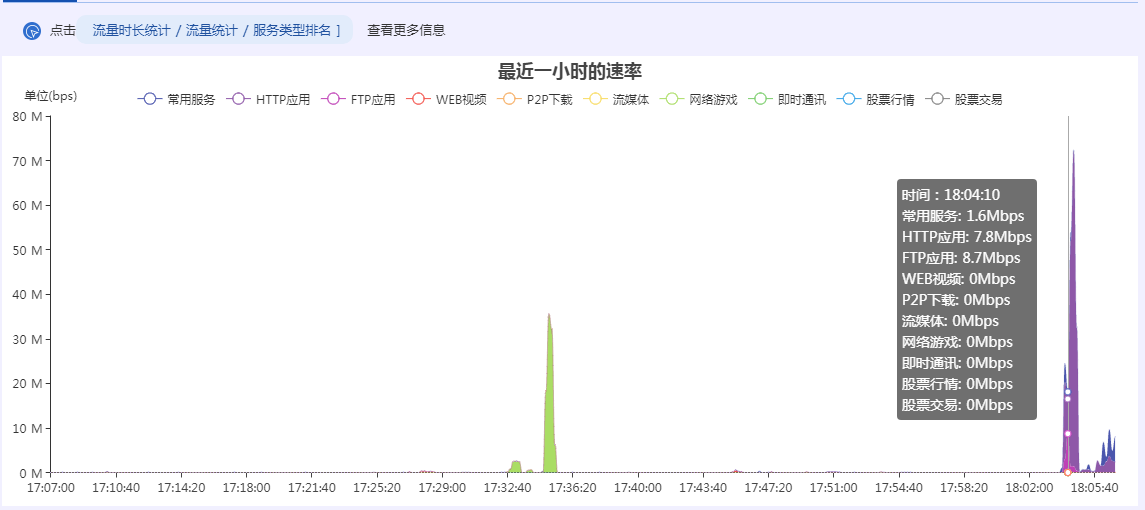 点击 流量时长统计 / 流量统计 / 服务类型排名 ] 查看更多信息
最近一小时的速率
单位(bps)
常用服务 HTTP应用 FTP应用 WEB视频 P2P下载 流媒体 网络游戏 即时通讯 股票行情 股票交易
80 M
70 M
60 M
50 M
40 M
30 M
20 M
10 M
0 M
时间：18:04:10
常用服务: 1.6Mbps
HTTP应用: 7.8Mbps
FTP应用: 8.7Mbps
WEB视频: 0Mbps
P2P下载: 0Mbps
流媒体: 0Mbps
网络游戏: 0Mbps
即时通讯: 0Mbps
股票行情: 0Mbps
股票交易: 0Mbps
17:07:00 17:10:40 17:14:20 17:18:00 17:21:40 17:25:20 17:29:00 17:32:40 17:36:20 17:40:00 17:43:40 17:47:20 17:51:00 17:54:40 17:58:20 18:02:00 18:05:40